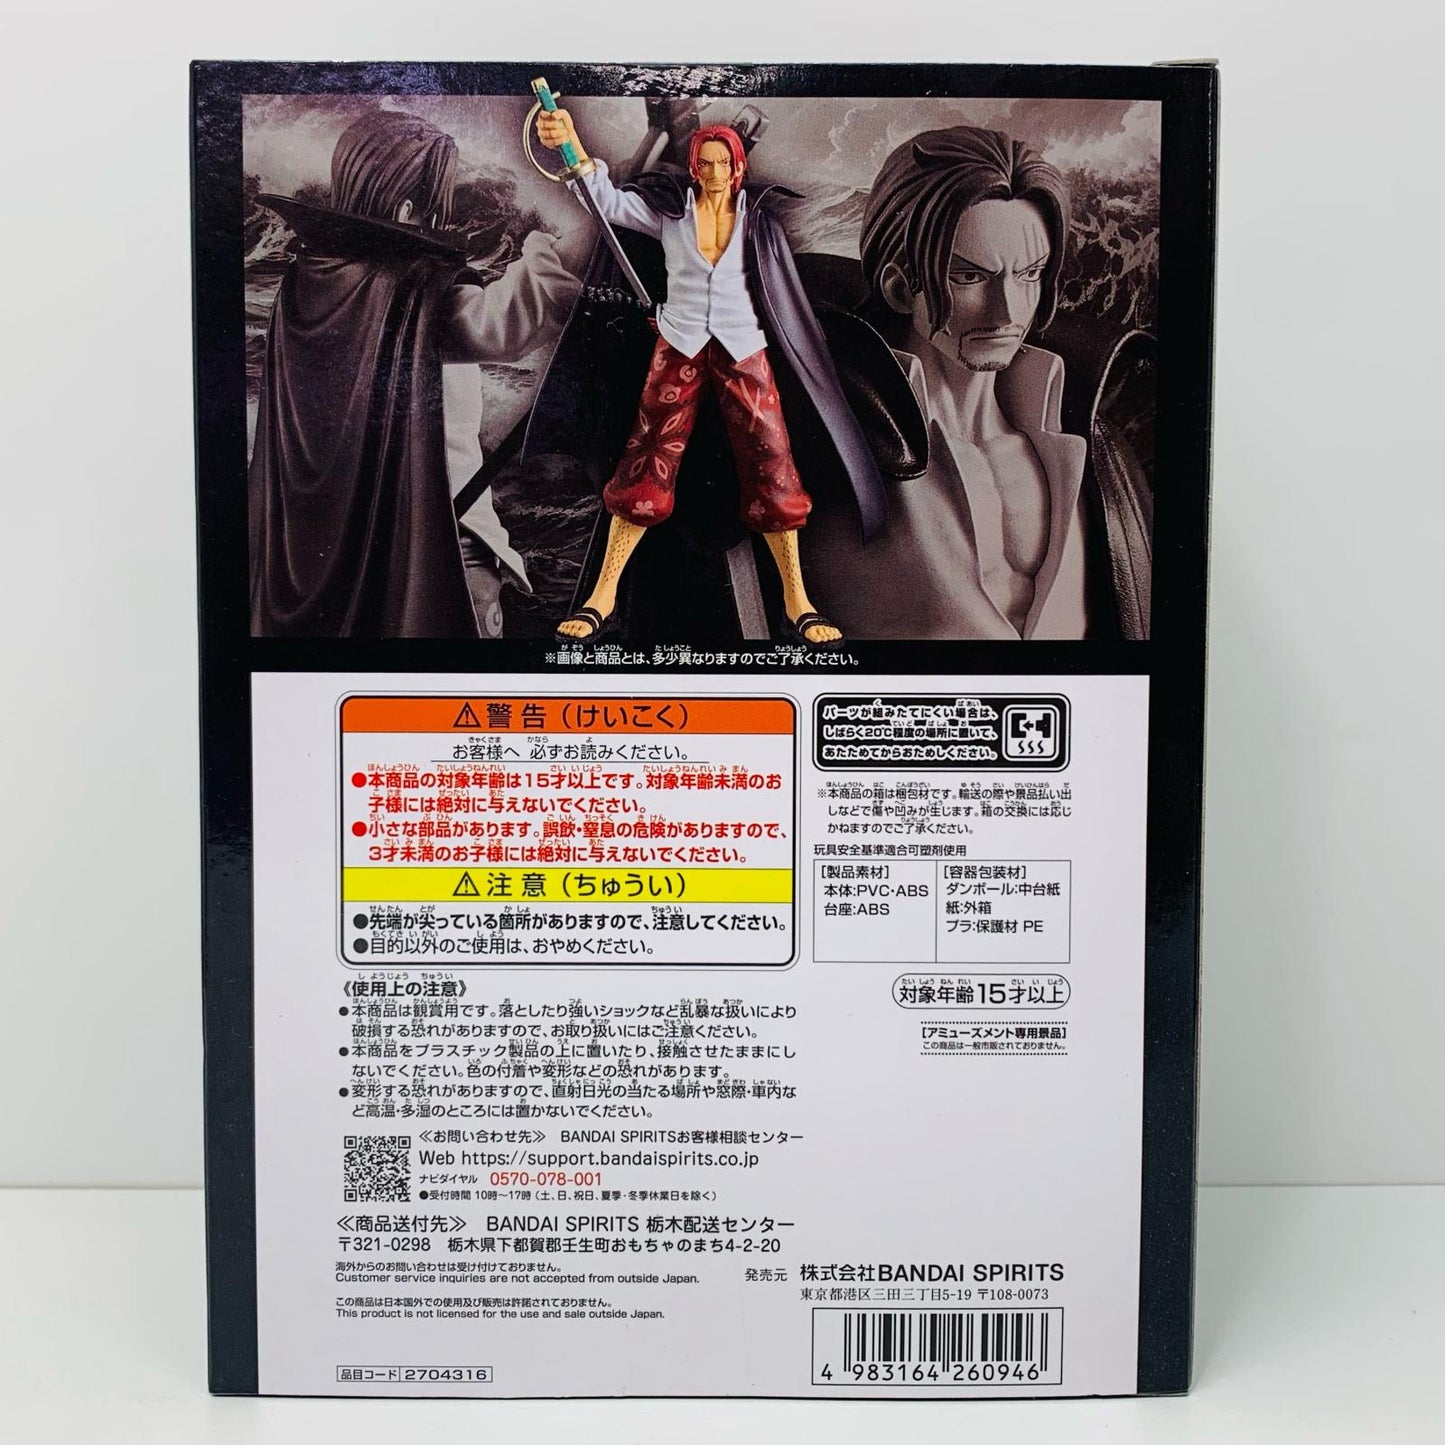 ※画像と商品とは、多少異なりますのでご了承ください。
⚠警告（けいこく）
お客様へ 必ずお読みください。
●本商品の対象年齢は15才以上です。対象年齢未満のお
子様には絶対に与えないでください。
●小さな部品があります。誤飲・窒息の危険がありますので、
3才未満のお子様には絶対に与えないでください。
⚠注意（ちゅうい）
●先端が尖っている箇所がありますので、注意してください。
●目的以外のご使用は、おやめください。
《使用上の注意》
●本商品は観賞用です。落としたり強いショックなど乱暴な扱いにより
破損する恐れがありますので、お取り扱いにはご注意ください。
●本商品をプラスチック製品の上に置いたり、接触させたままにし
ないでください。色の付着や変形などの恐れがあります。
●変形する恐れがありますので、直射日光の当たる場所や窓際・車内な
ど高温・多湿のところには置かないでください。
≪お問い合わせ先≫ BANDAI SPIRITSお客様相談センター
Web https://support.bandaispirits.co.jp
ナビダイヤル 0570-078-001
●受付時間 10時～17時（土、日、祝日、夏季・冬季休業日を除く）
≪商品送付先≫ BANDAI SPIRITS 栃木配送センター
〒321-0298 栃木県下都賀郡壬生町おもちゃのまち4-2-20
海外からのお問い合わせは受け付けておりません。
Customer service inquiries are not accepted from outside Japan.
この商品は日本国外での使用及び販売は許諾されておりません。
This product is not licensed for the use and sale outside Japan.
品目コード 2704316
パーツが組みたてにくい場合は、
しばらく20℃程度の場所に置いて、
あたためてからおためしください。
※本商品の箱は梱包材です。輸送の際や景品払い出
しなどで傷や凹みが生じます。箱の交換には応じ
かねますのでご了承ください。
玩具安全基準適合可塑剤使用
[製品素材]
本体:PVC・ABS
台座:ABS
[容器包装材]
ダンボール:中台紙
紙:外箱
プラ:保護材 PE
対象年齢15才以上
[アミューズメント専用景品]
この商品は一般市販されておりません。
発売元 株式会社BANDAI SPIRITS
東京都港区三田三丁目5-19 〒108-0073
4 983164 260946